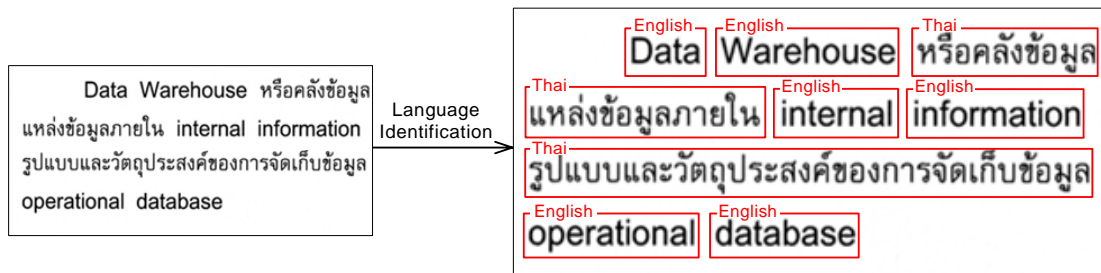 Data Warehouse หรือคลังข้อมูล
แหล่งข้อมูลภายใน internal information
รูปแบบและวัตถุประสงค์ของการจัดเก็บข้อมูล
operational database
Language
Identification
English English Thai
Data Warehouse หรือคลังข้อมูล
Thai English English
แหล่งข้อมูลภายใน internal information
Thai
รูปแบบและวัตถุประสงค์ของการจัดเก็บข้อมูล
English English
operational database